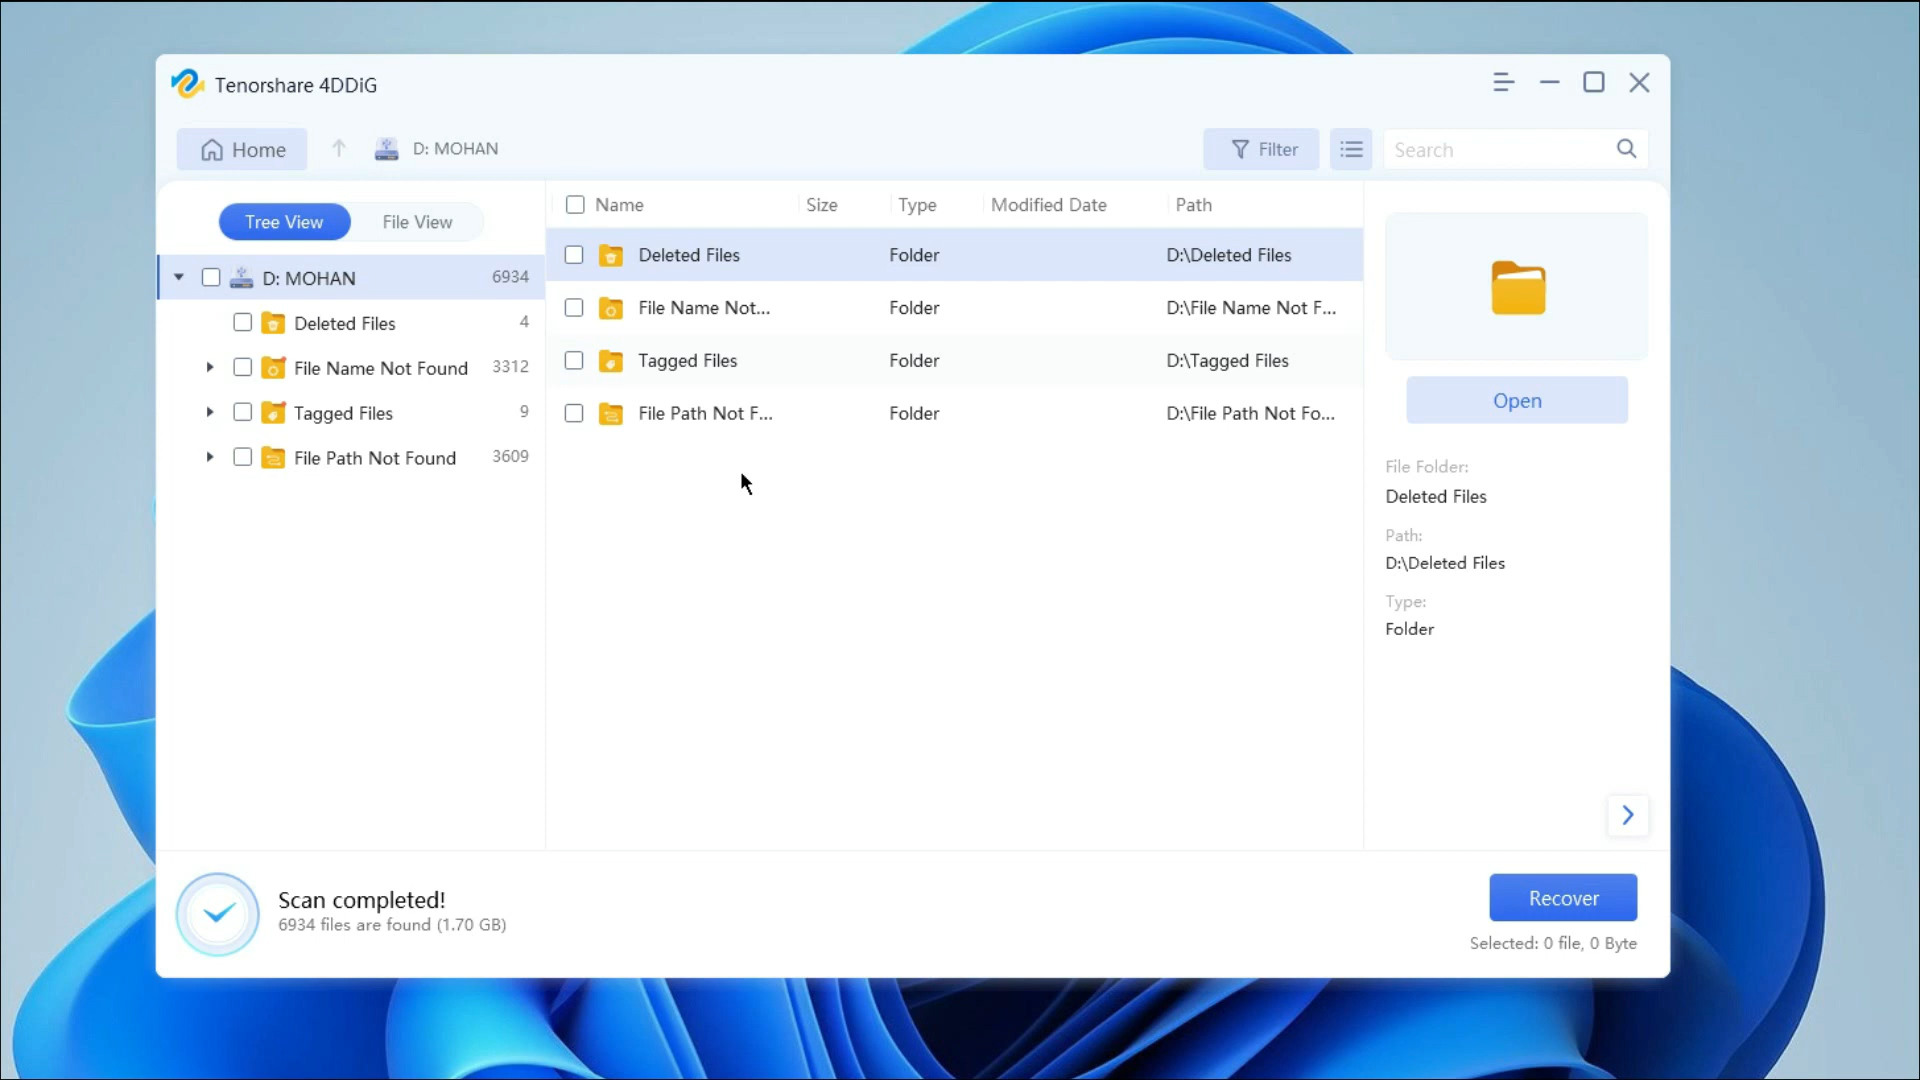 Tenorshare 4DDiG
Home
D: MOHAN
Filter
Search
Tree View
File View
D: MOHAN 6934
Deleted Files 4
File Name Not Found 3312
Tagged Files 9
File Path Not Found 3609
Name Size Type Modified Date Path
Deleted Files Folder D:\Deleted Files
File Name Not... Folder D:\File Name Not F...
Tagged Files Folder D:\Tagged Files
File Path Not F... Folder D:\File Path Not Fo...
Open
File Folder:
Deleted Files
Path:
D:\Deleted Files
Type:
Folder
Scan completed!
6934 files are found (1.70 GB)
Recover
Selected: 0 file, 0 Byte